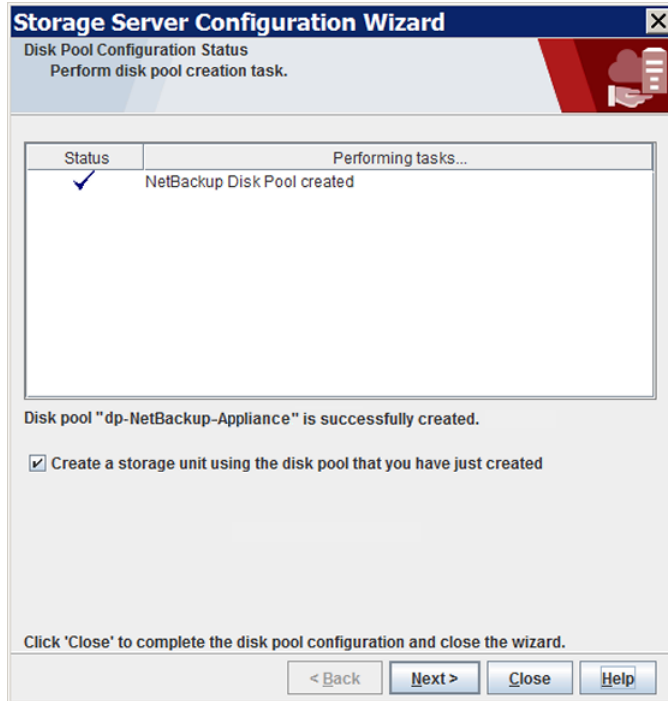 Storage Server Configuration Wizard
Disk Pool Configuration Status
Perform disk pool creation task.
Status Performing tasks...
NetBackup Disk Pool created
Disk pool "dp-NetBackup-Appliance" is successfully created.
Create a storage unit using the disk pool that you have just created
Click 'Close' to complete the disk pool configuration and close the wizard.
< Back Next > Close Help